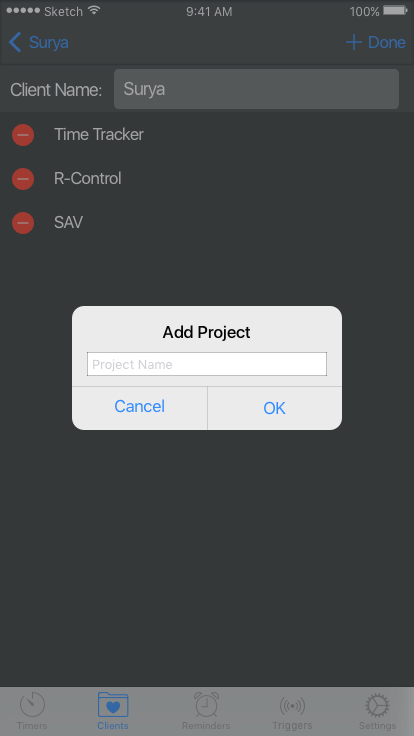 Sketch 9:41 AM 100%
Surya + Done
Client Name: Surya
Time Tracker
R-Control
SAV
Add Project
Project Name
Cancel OK
Timers Clients Reminders Triggers Settings